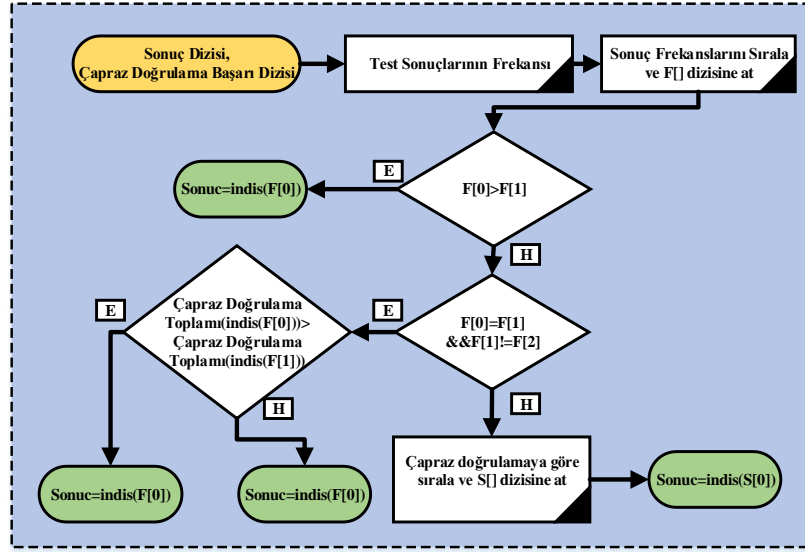 Sonuç Dizisi,
Çapraz Doğrulama Başarı Dizisi
Test Sonuçlarının Frekansı
Sonuç Frekanslarını Sırala
ve F[] dizisine at
E
F[0]>F[1]
Sonuc=indis(F[0])
H
E
Çapraz Doğrulama
Toplamı(indis(F[0]))>
Çapraz Doğrulama
Toplamı(indis(F[1]))
E
F[0]=F[1]
&&F[1]!=F[2]
H
H
Çapraz doğrulamaya göre
sırala ve S[] dizisine at
Sonuc=indis(S[0])
Sonuc=indis(F[0])
Sonuc=indis(F[0])